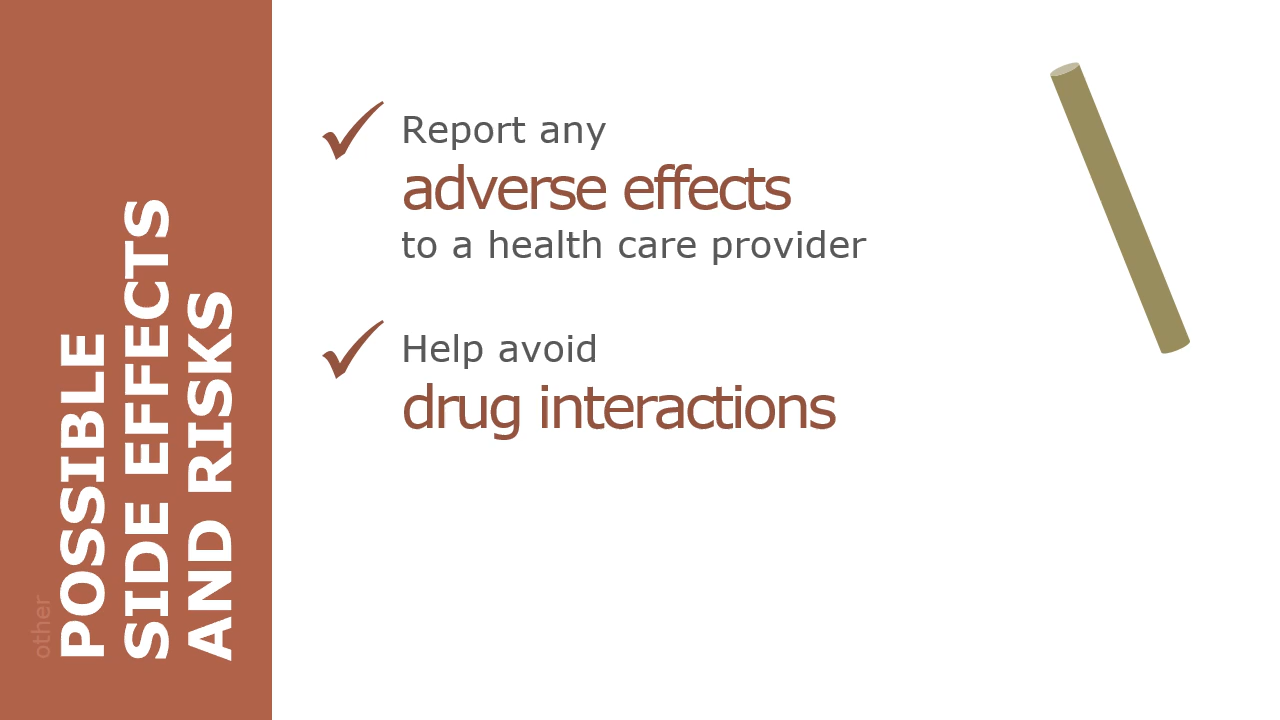 other
POSSIBLE
SIDE EFFECTS
AND RISKS
Report any
adverse effects
to a health care provider
Help avoid
drug interactions